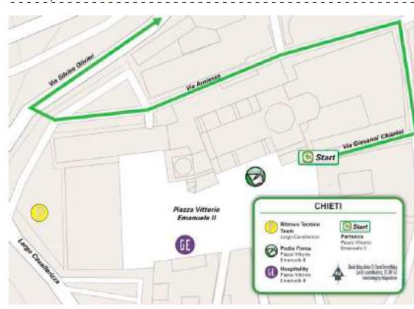 Via Silvino Olivieri
Via Arniense
Via Giovanni Chiarini
Start
Piazza Vittorio
Emanuele II
GE
Largo Cavallerizza
CHIETI
Ritrovo Tecnico
Team
Largo Cavallerizza
Start
Partenza
Piazza Vittorio
Emanuele II
Podio Firma
Piazza Vittorio
Emanuele II
GE
Hospitality
Piazza Vittorio
Emanuele II